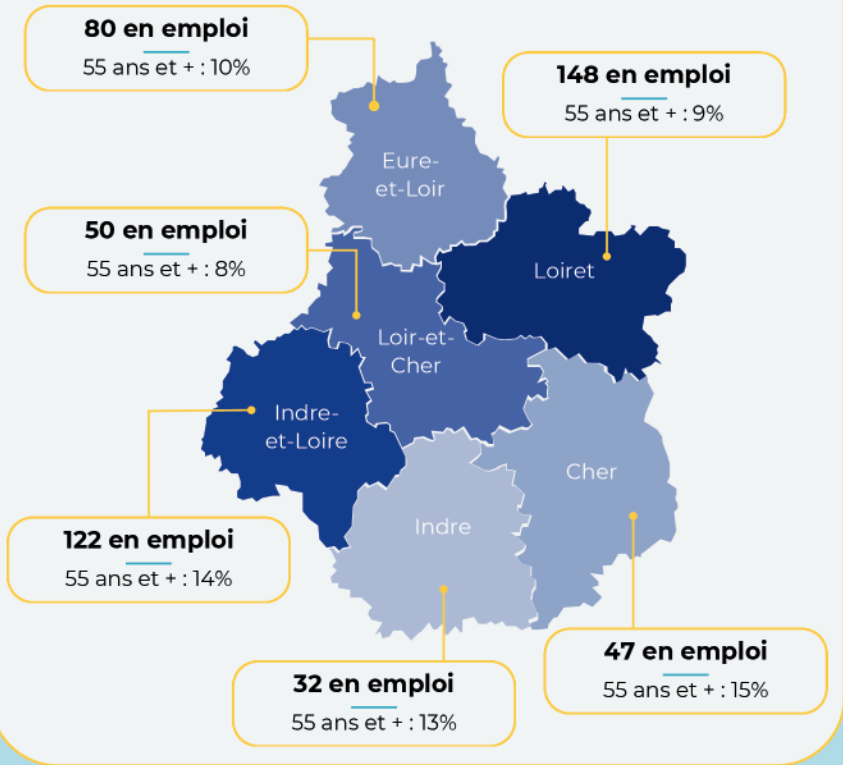 80 en emploi
55 ans et + : 10%
148 en emploi
55 ans et + : 9%
Eure-
et-Loir
50 en emploi
55 ans et + : 8%
Loiret
Loir-et-
Cher
Indre-
et-Loire
Cher
Indre
122 en emploi
55 ans et + : 14%
47 en emploi
55 ans et + : 15%
32 en emploi
55 ans et + : 13%